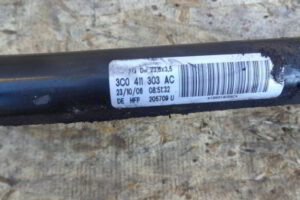 3C0 411 303 AC
23/10/06 08:51:32
DE HFF 205709 U